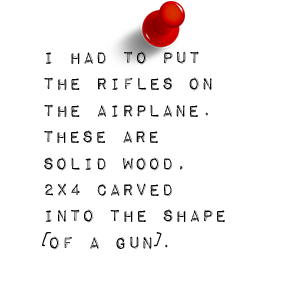 I HAD TO PUT
THE RIFLES ON
THE AIRPLANE.
THESE ARE
SOLID WOOD.
2X4 CARVED
INTO THE SHAPE
[OF A GUN].